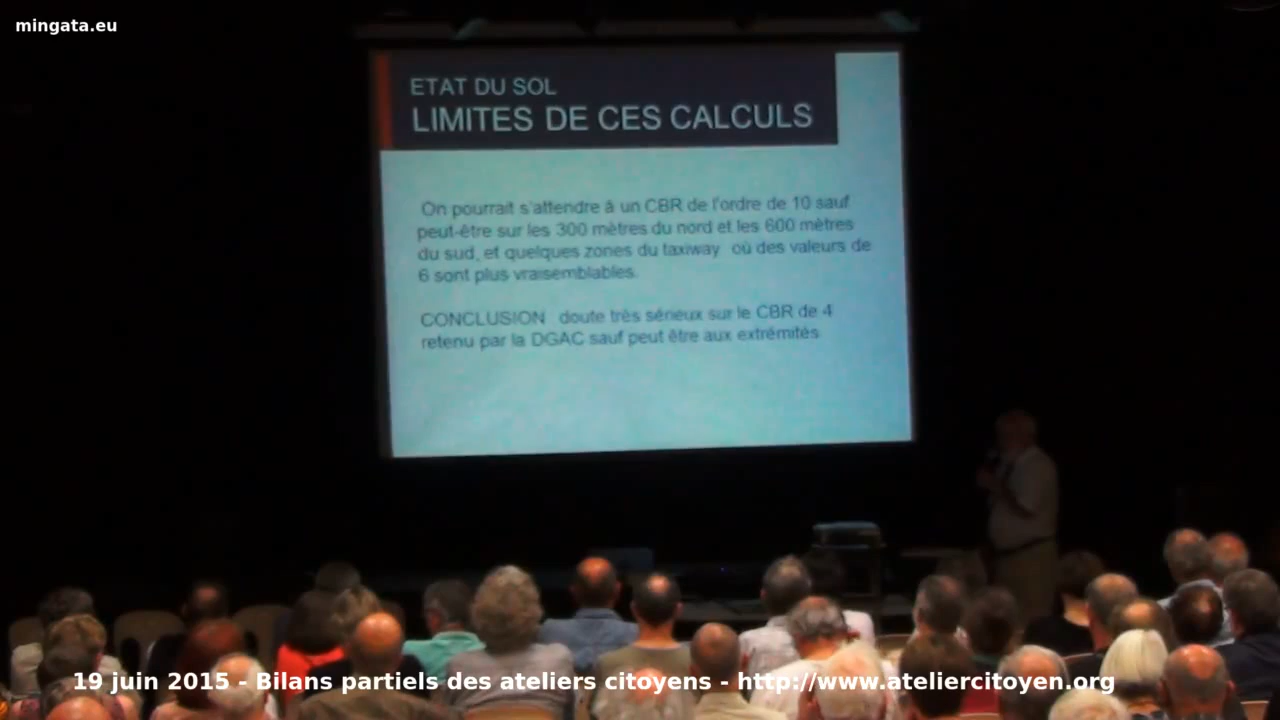 mingata.eu
ETAT DU SOL
LIMITES DE CES CALCULS
On pourrait s'attendre à un CBR de l'ordre de 10 sauf
peut-être sur les 300 mètres du nord et les 600 mètres
du sud, et quelques zones du taxiway où des valeurs de
6 sont plus vraisemblables.
CONCLUSION doute très sérieux sur le CBR de 4
retenu par la DGAC sauf peut être aux extrémités
19 juin 2015 - Bilans partiels des ateliers citoyens - http://www.ateliercitoyen.org